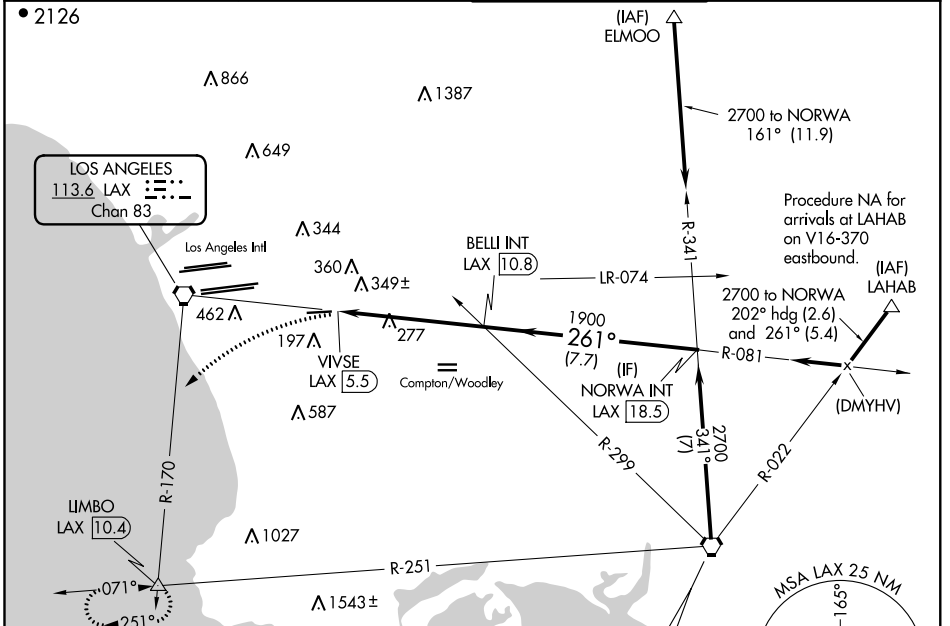 2126
(IAF)
ELMOO
866
1387
2700 to NORWA
161° (11.9)
649
LOS ANGELES
113.6 LAX
Chan 83
Procedure NA for
arrivals at LAHAB
on V16-370
eastbound.
344
R-341
Los Angeles Intl
BELLI INT
LAX 10.8
360
349±
LR-074
(IAF)
LAHAB
2700 to NORWA
202° hdg (2.6)
and 261° (5.4)
462
277
1900
261°
(7.7)
197
VIVSE
LAX 5.5
R-081
(IF)
NORWA INT
LAX 18.5
Compton/Woodley
x
(DMYHV)
587
2700
341°
(7)
R-299
R-022
R-170
LIMBO
LAX 10.4
1027
R-251
071°
251°
1543±
MSA LAX 25 NM
165°